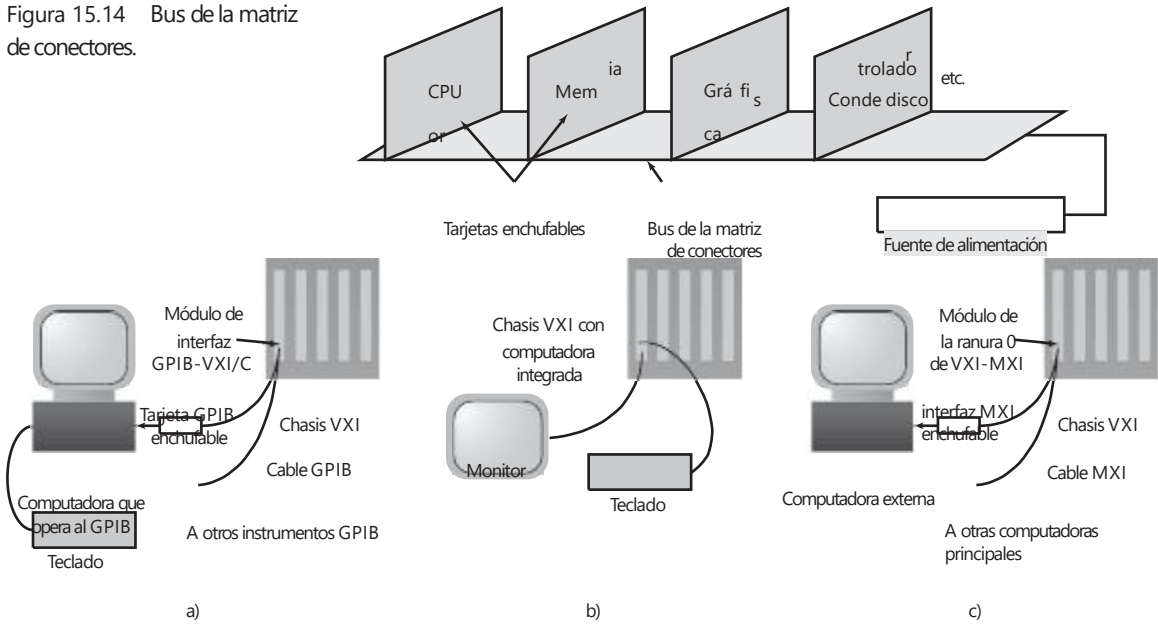 Figura 15.14 Bus de la matriz
de conectores.
CPU
or
Mem
ia
Grá fi s
ca
r
trolado
Conde disco
etc.
Tarjetas enchufables
Bus de la matriz
de conectores
Fuente de alimentación
Módulo de
interfaz
GPIB-VXI/C
Tarjeta GPIB
enchufable
Chasis VXI
Cable GPIB
Computadora que
opera al GPIB
A otros instrumentos GPIB
Teclado
a)
Chasis VXI con
computadora
integrada
Monitor
Teclado
b)
Módulo de
la ranura 0
de VXI-MXI
interfaz MXI
enchufable
Chasis VXI
Cable MXI
Computadora externa
A otras computadoras
principales
c)